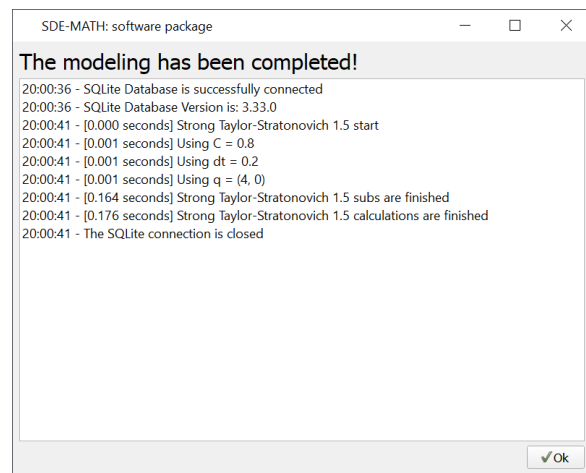 SDE-MATH: software package
The modeling has been completed!
20:00:36 - SQLite Database is successfully connected
20:00:36 - SQLite Database Version is: 3.33.0
20:00:41 - [0.000 seconds] Strong Taylor-Stratonovich 1.5 start
20:00:41 - [0.001 seconds] Using C = 0.8
20:00:41 - [0.001 seconds] Using dt = 0.2
20:00:41 - [0.001 seconds] Using q = (4, 0)
20:00:41 - [0.164 seconds] Strong Taylor-Stratonovich 1.5 subs are finished
20:00:41 - [0.176 seconds] Strong Taylor-Stratonovich 1.5 calculations are finished
20:00:41 - The SQLite connection is closed
Ok